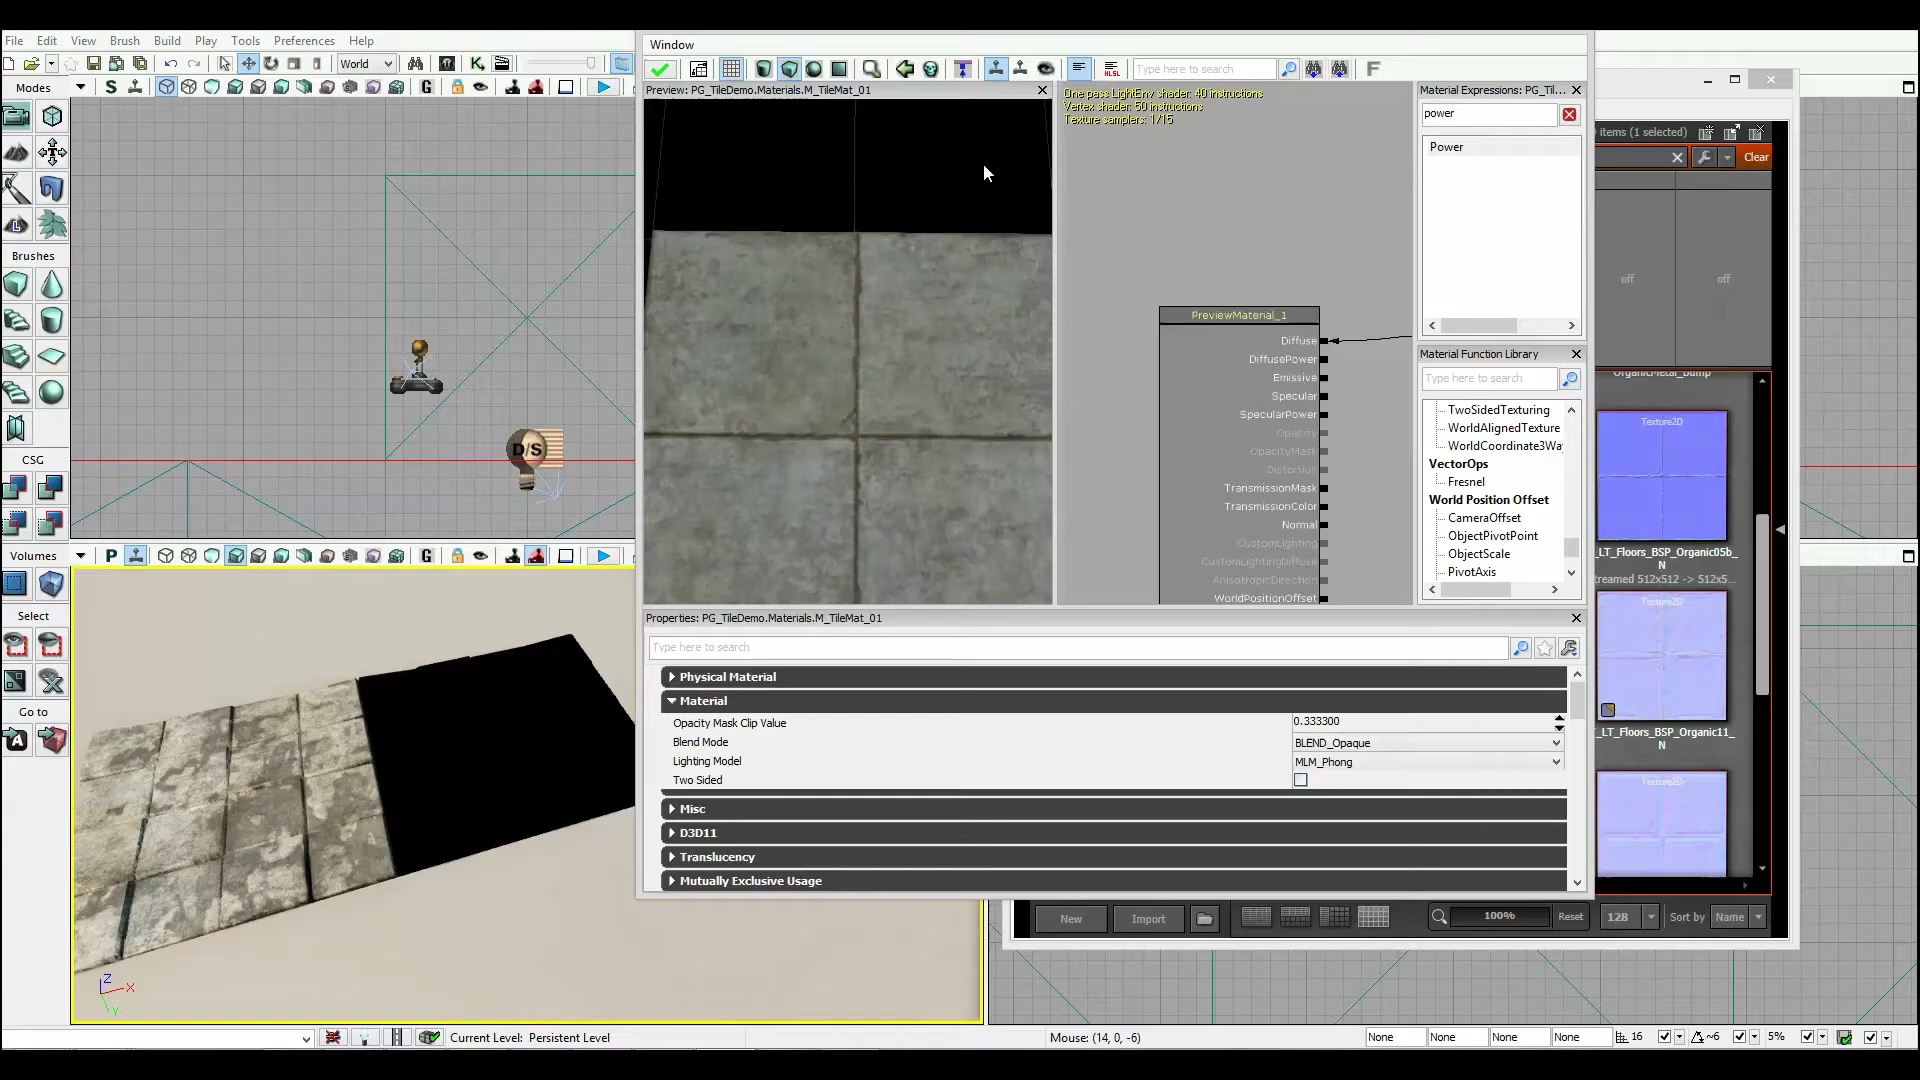 File Edit View Brush Build Play Tools Preferences Help
World
Modes
S
G
Brushes
CSG
Volumes
P
G
Select
Go to
D/S
Z
X
Y
Window
HLSL
Type here to search
F
Preview: PG_TileDemo.Materials.M_TileMat_01
One pass LightEnv shader: 40 instructions
Vertex shader: 50 instructions
Texture samplers: 1/15
PreviewMaterial_1
Diffuse
DiffusePower
Emissive
Specular
SpecularPower
Opacity
OpacityMask
Distortion
TransmissionMask
TransmissionColor
Normal
CustomLighting
CustomLightingDiffuse
AnisotropicDirection
WorldPositionOffset
Material Expressions: PG_Til...
power
Power
Material Function Library
Type here to search
TwoSidedTexturing
WorldAlignedTexture
WorldCoordinate3Wa
VectorOps
Fresnel
World Position Offset
CameraOffset
ObjectPivotPoint
ObjectScale
PivotAxis
Properties: PG_TileDemo.Materials.M_TileMat_01
Type here to search
Physical Material
Material
Opacity Mask Clip Value 0.333300
Blend Mode BLEND_Opaque
Lighting Model MLM_Phong
Two Sided
Misc
D3D11
Translucency
Mutually Exclusive Usage
items (1 selected)
Clear
off off
OrganicMetal_Bump
Texture2D
_LT_Floors_BSP_Organic05b_
N
reamed 512x512 -> 512x5...
Texture2D
_LT_Floors_BSP_Organic11_
N
Texture2D
New Import 100% Reset 128 Sort by Name
Current Level: Persistent Level
Mouse: (14, 0, -6)
None None None None 16 ~6 5%